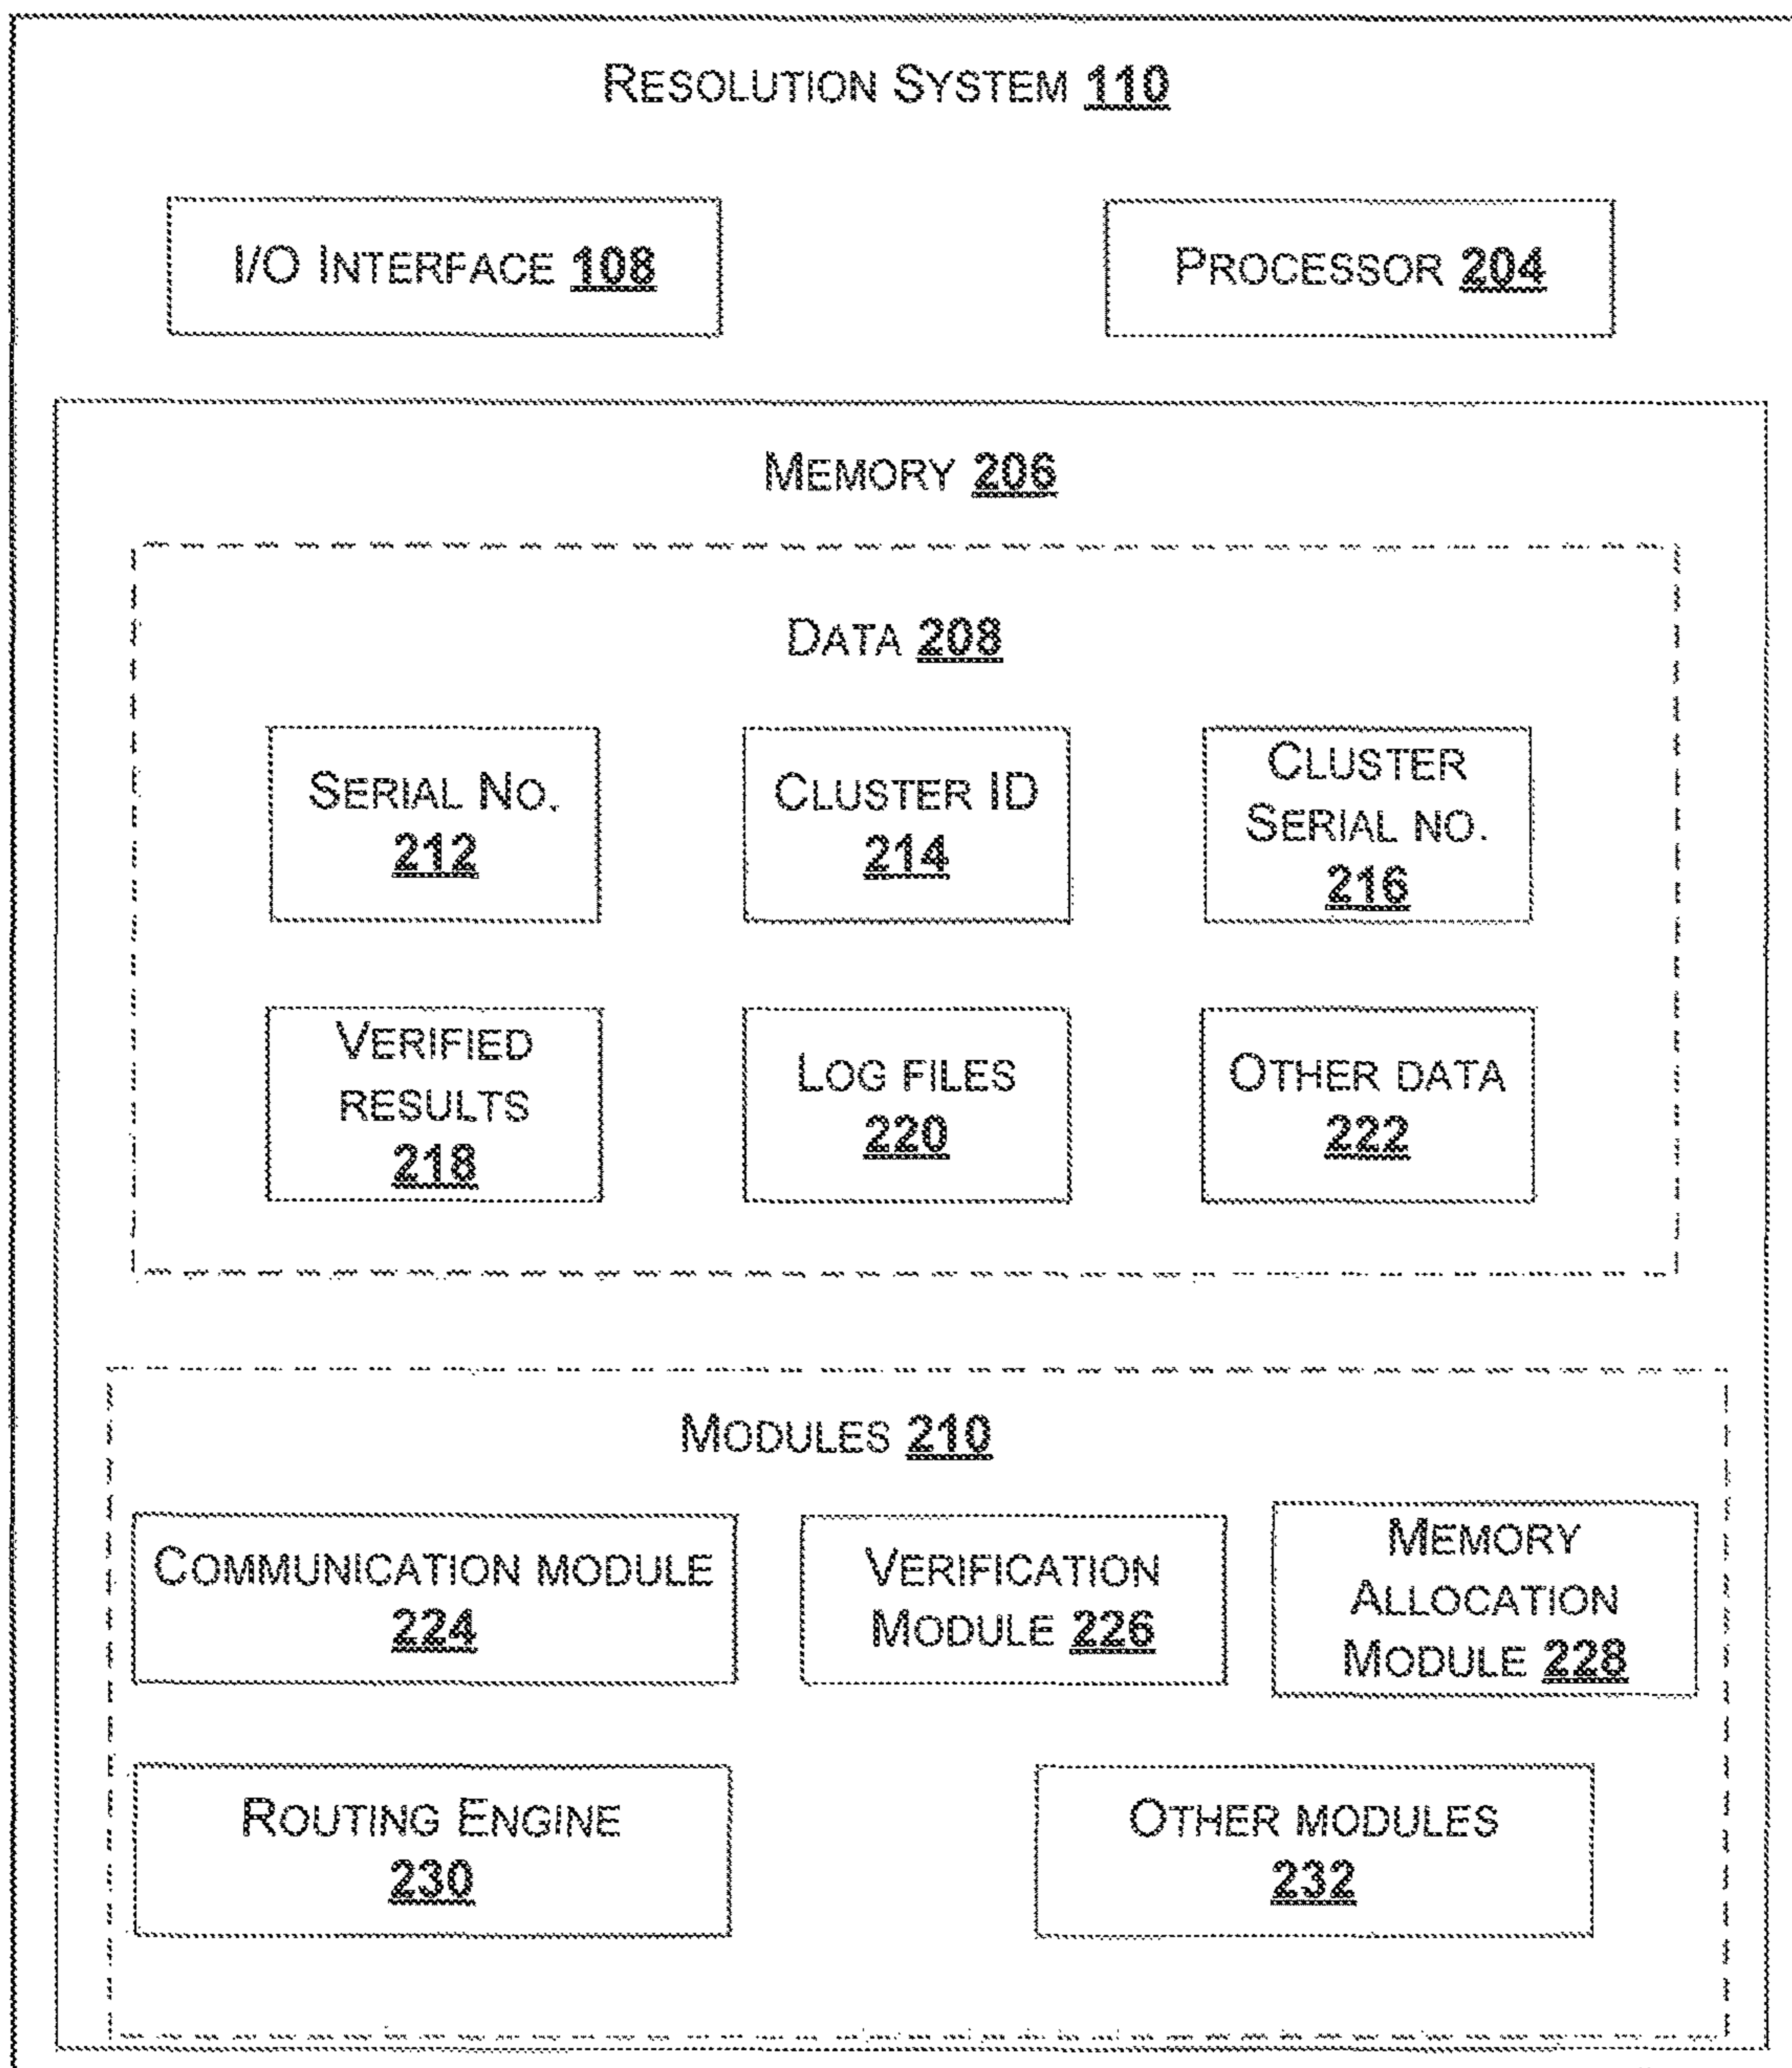 RESOLUTION SYSTEM 110
I/O INTERFACE 108
PROCESSOR 204
MEMORY 206
DATA 208
SERIAL NO.
212
CLUSTER ID
214
CLUSTER
SERIAL NO.
216
VERIFIED
RESULTS
218
LOG FILES
220
OTHER DATA
222
MODULES 210
COMMUNICATION MODULE
224
VERIFICATION
MODULE 226
MEMORY
ALLOCATION
MODULE 228
ROUTING ENGINE
230
OTHER MODULES
232